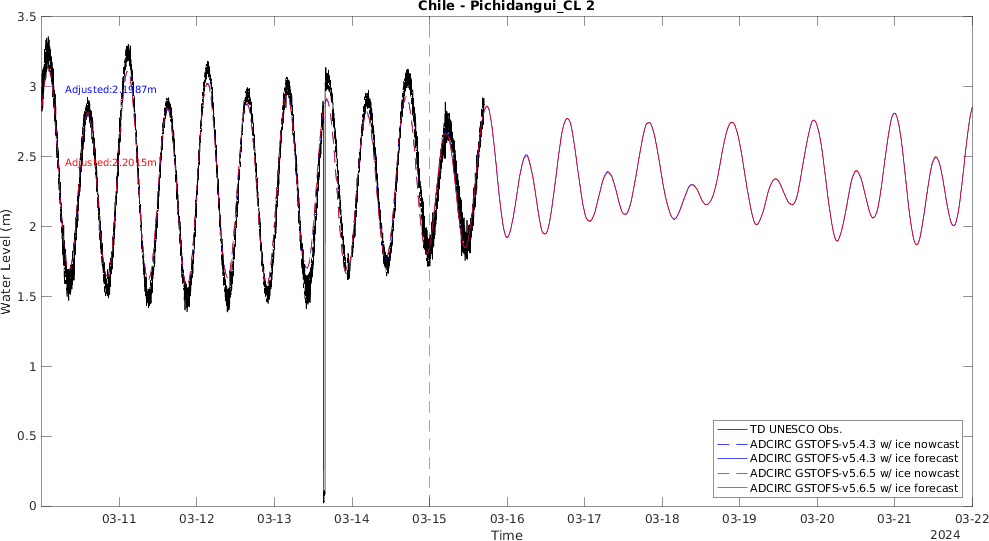 Chile - Pichidangui_CL 2
3.5
3
2.5
2
1.5
1
0.5
0
Water Level (m)
Adjusted:2.1987m
Adjusted:2.2015m
TD UNESCO Obs.
ADCIRC GSTOFS-v5.4.3 w/ ice nowcast
ADCIRC GSTOFS-v5.4.3 w/ ice forecast
ADCIRC GSTOFS-v5.6.5 w/ ice nowcast
ADCIRC GSTOFS-v5.6.5 w/ ice forecast
03-11 03-12 03-13 03-14 03-15 03-16 03-17 03-18 03-19 03-20 03-21 03-22
Time
2024